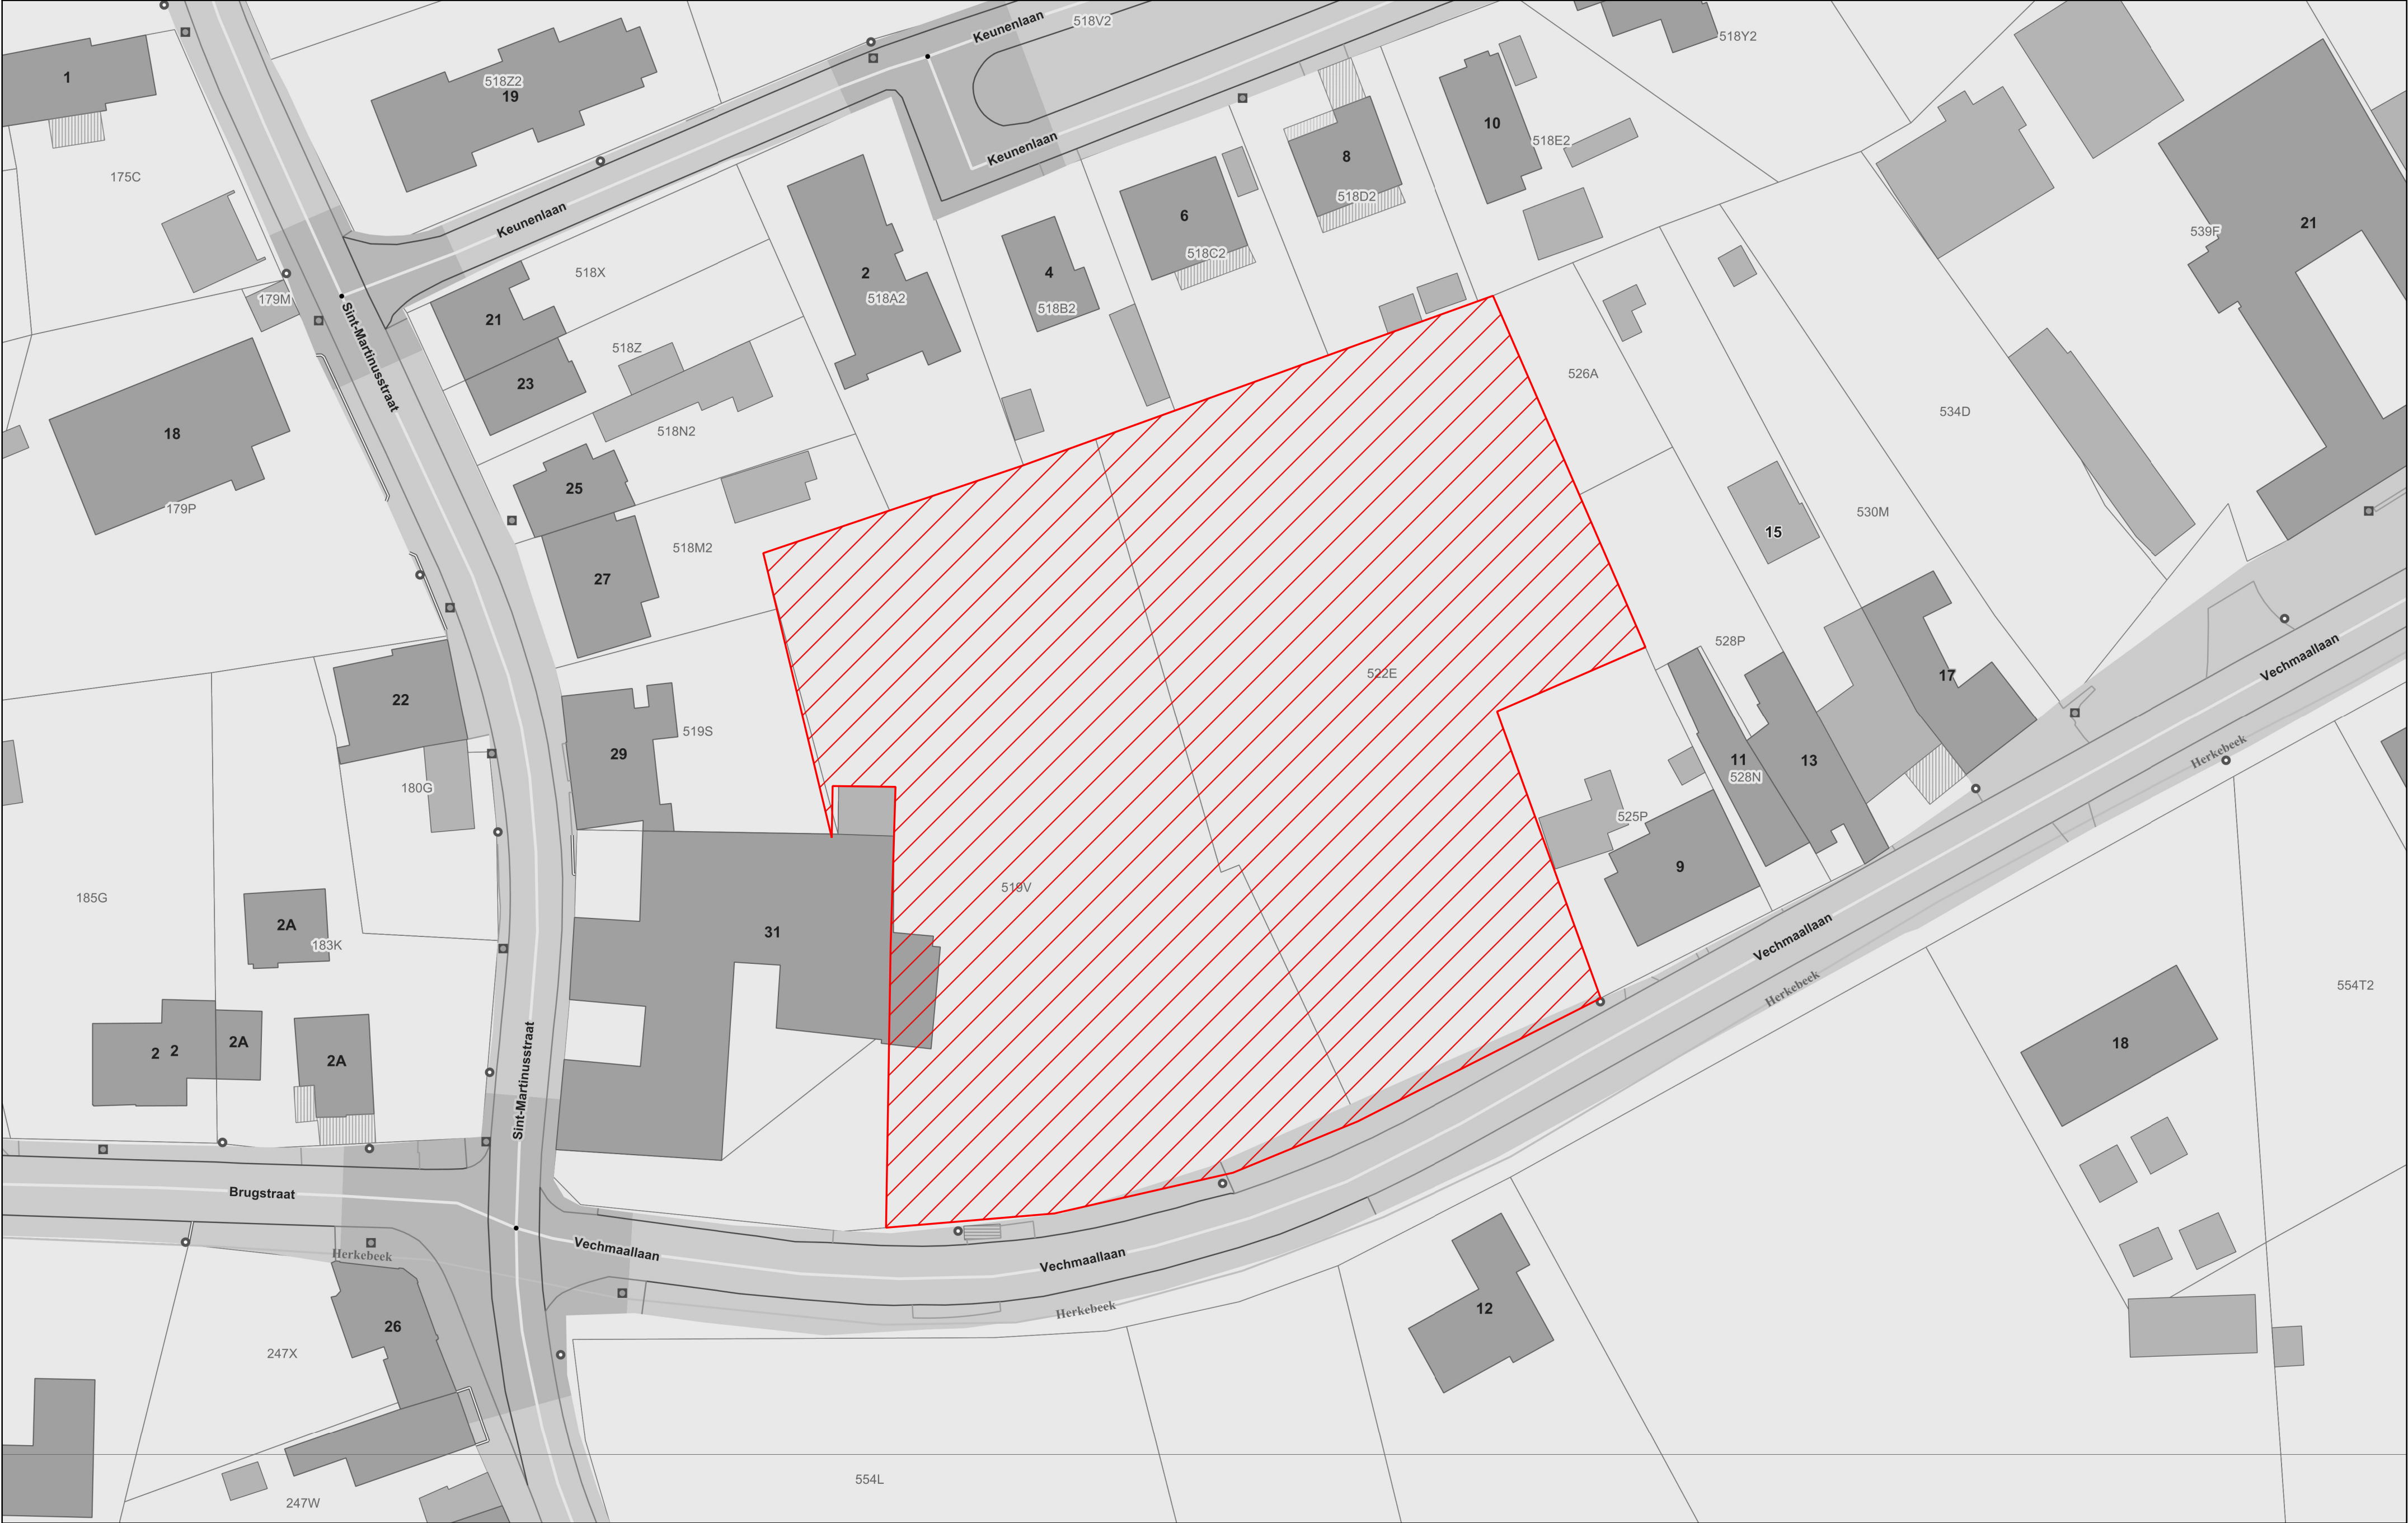 Keunenlaan
518V2
518Y2
1
518Z2
19
10
518E2
Keunenlaan
8
175C
518D2
Keunenlaan
6
21
539F
518C2
518X
2
4
179M
518A2
518B2
21
Sint-Martinusstraat
518Z
23
526A
534D
18
518N2
25
179P
530M
15
518M2
27
528P
Vechmaallaan
522E
17
22
29
519S
Herkebeek
11
13
528N
180G
525P
9
519V
185G
2A
183K
31
Vechmaallaan
Herkebeek
554T2
2
2
2A
2A
18
Sint-Martinusstraat
Brugstraat
Vechmaallaan
Vechmaallaan
Herkebeek
Herkebeek
12
26
247X
554L
247W